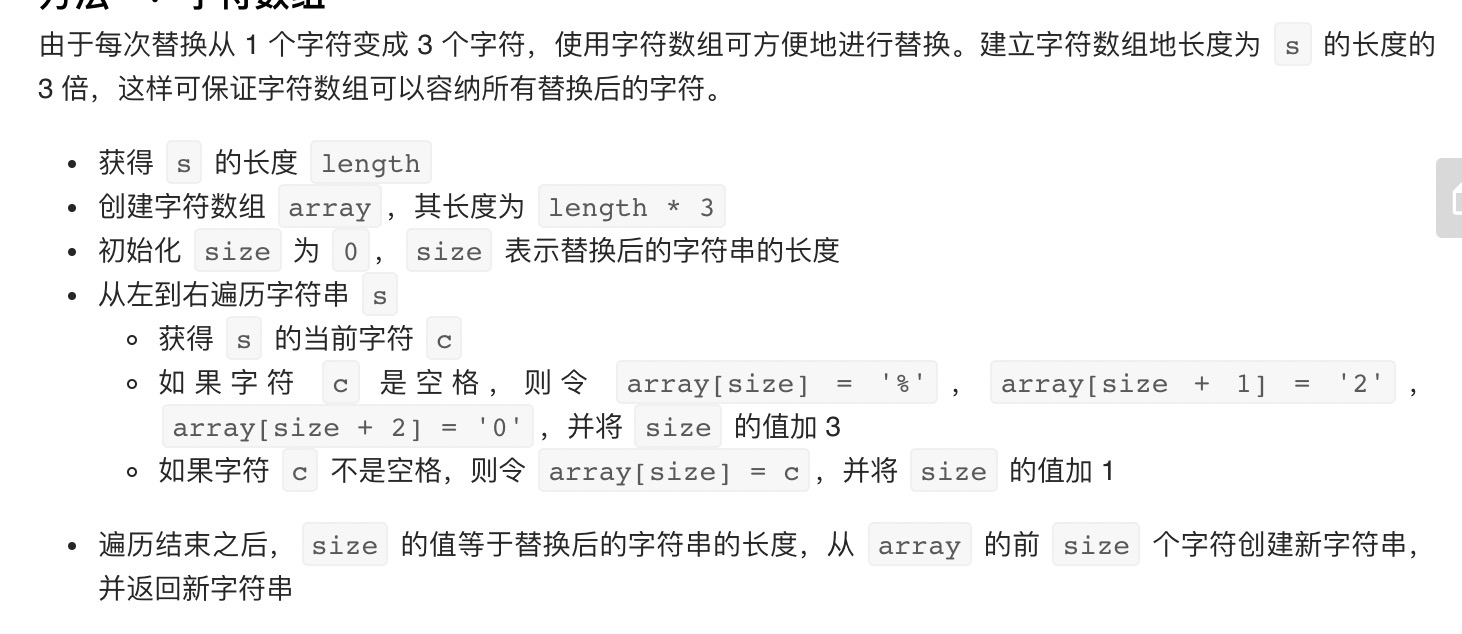 由于每次替换从 1 个字符变成 3 个字符，使用字符数组可方便地进行替换。建立字符数组地长度为 s 的长度的
3 倍，这样可保证字符数组可以容纳所有替换后的字符。
• 获得 s 的长度 length
• 创建字符数组 array ，其长度为 length * 3
• 初始化 size 为 0 ， size 表示替换后的字符串的长度
• 从左到右遍历字符串 s
◦ 获得 s 的当前字符 c
◦ 如果字符 c 是空格，则令 array[size] = '%' ， array[size + 1] = '2' ，
array[size + 2] = '0' ，并将 size 的值加 3
◦ 如果字符 c 不是空格，则令 array[size] = c ，并将 size 的值加 1
• 遍历结束之后， size 的值等于替换后的字符串的长度，从 array 的前 size 个字符创建新字符串，
并返回新字符串